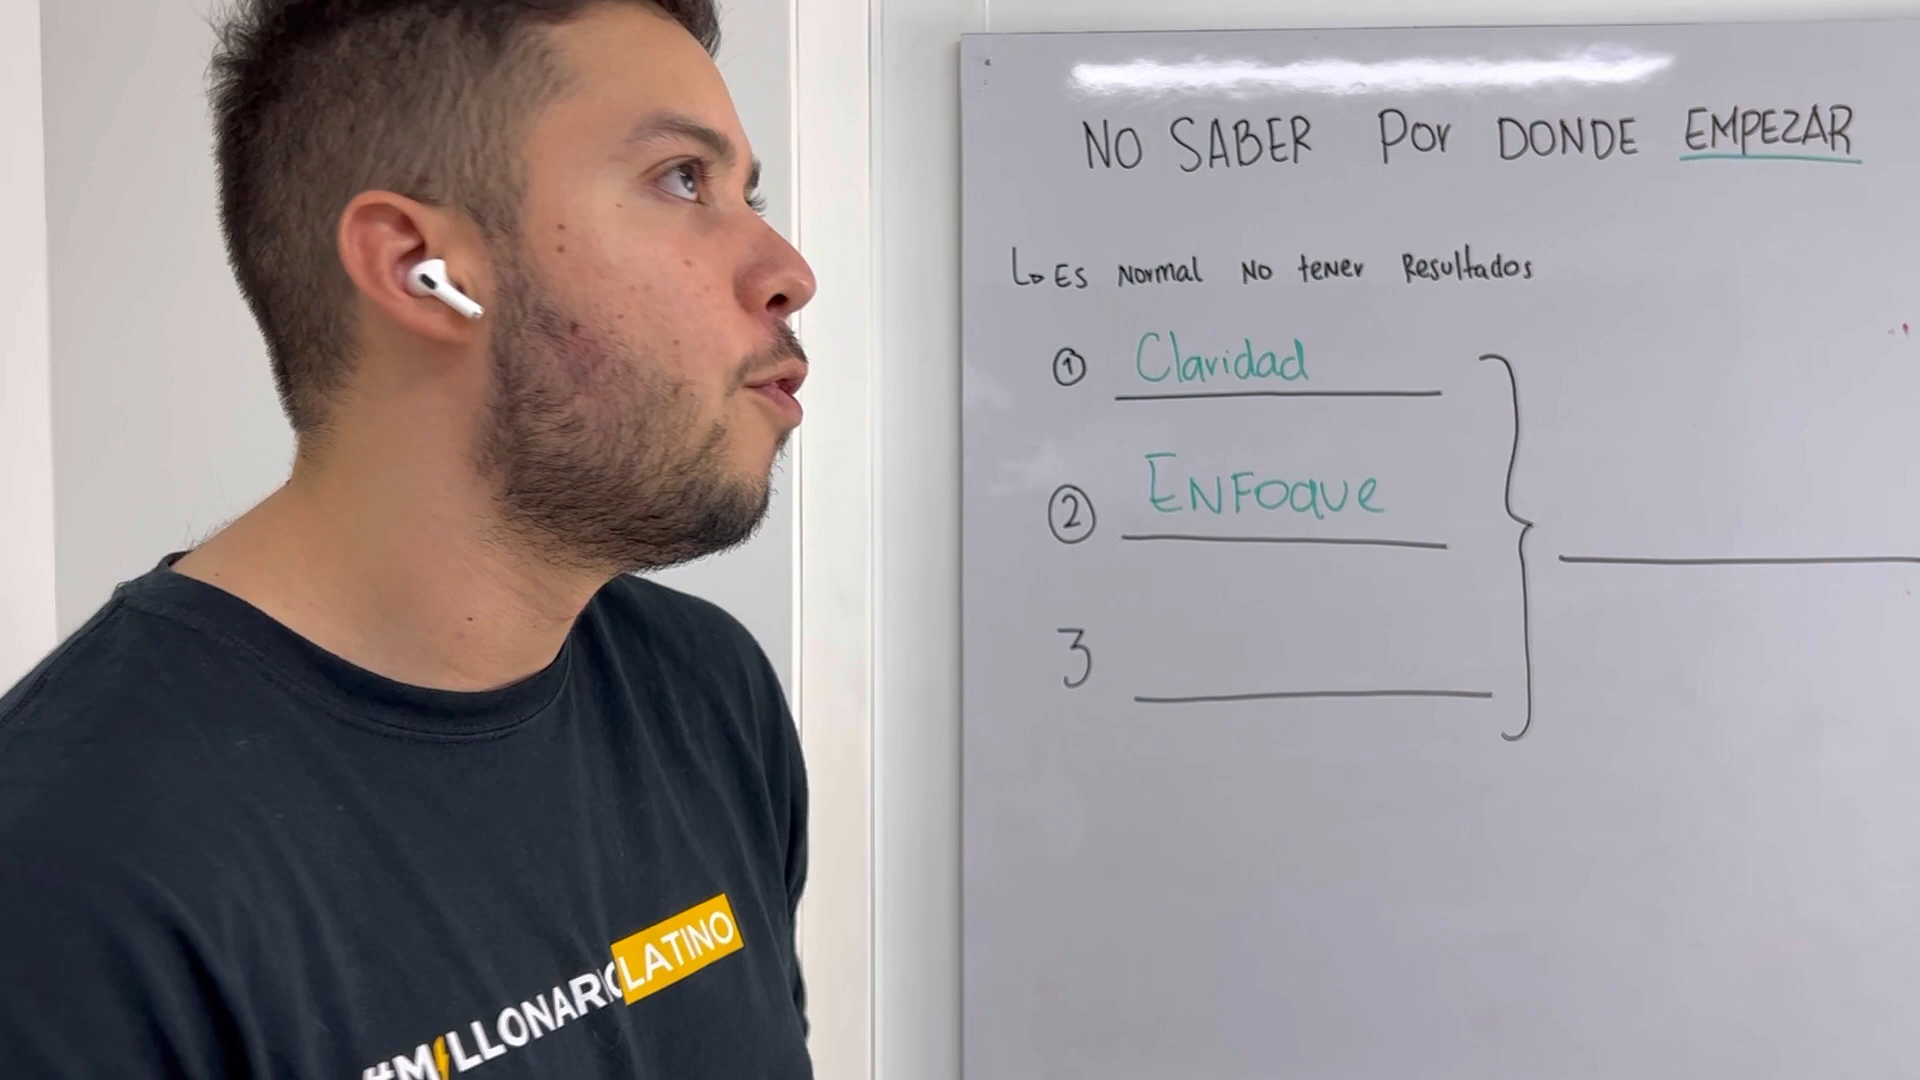 NO SABER Por DONDE EMPEZAR
Es Normal No tener Resultados
1 Claridad
2 ENFOQUE
3
#MILLONARIOLATINO